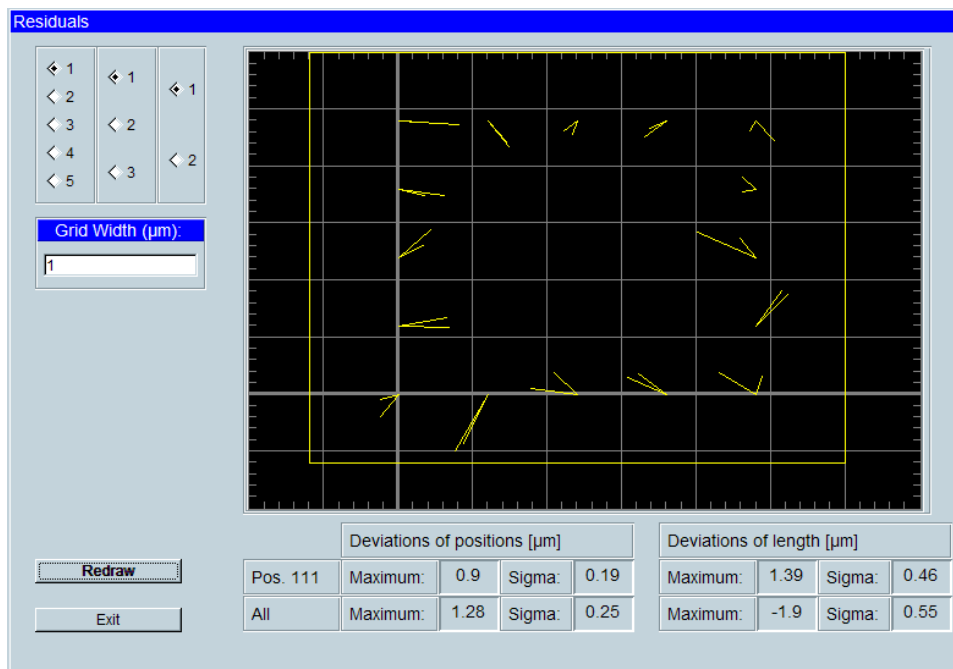 Residuals
1
2
3
4
5
1
2
3
1
2
Grid Width (µm):
1
Redraw
Exit
Deviations of positions [µm] Deviations of length [µm]
Pos. 111 Maximum: 0.9 Sigma: 0.19 Maximum: 1.39 Sigma: 0.46
All Maximum: 1.28 Sigma: 0.25 Maximum: -1.9 Sigma: 0.55